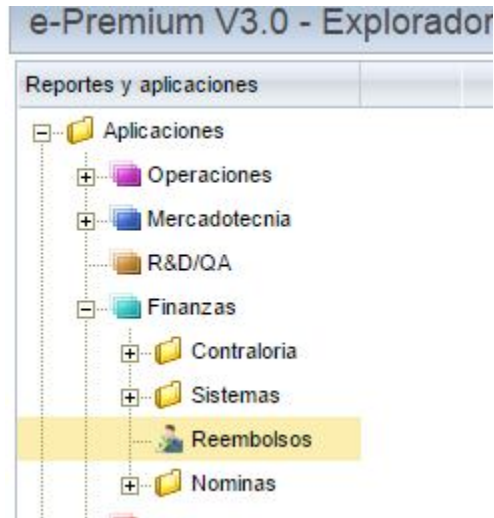 e-Premium V3.0 - Explorador
Reportes y aplicaciones
Aplicaciones
Operaciones
Mercadotecnia
R&D/QA
Finanzas
Contraloria
Sistemas
Reembolsos
Nominas